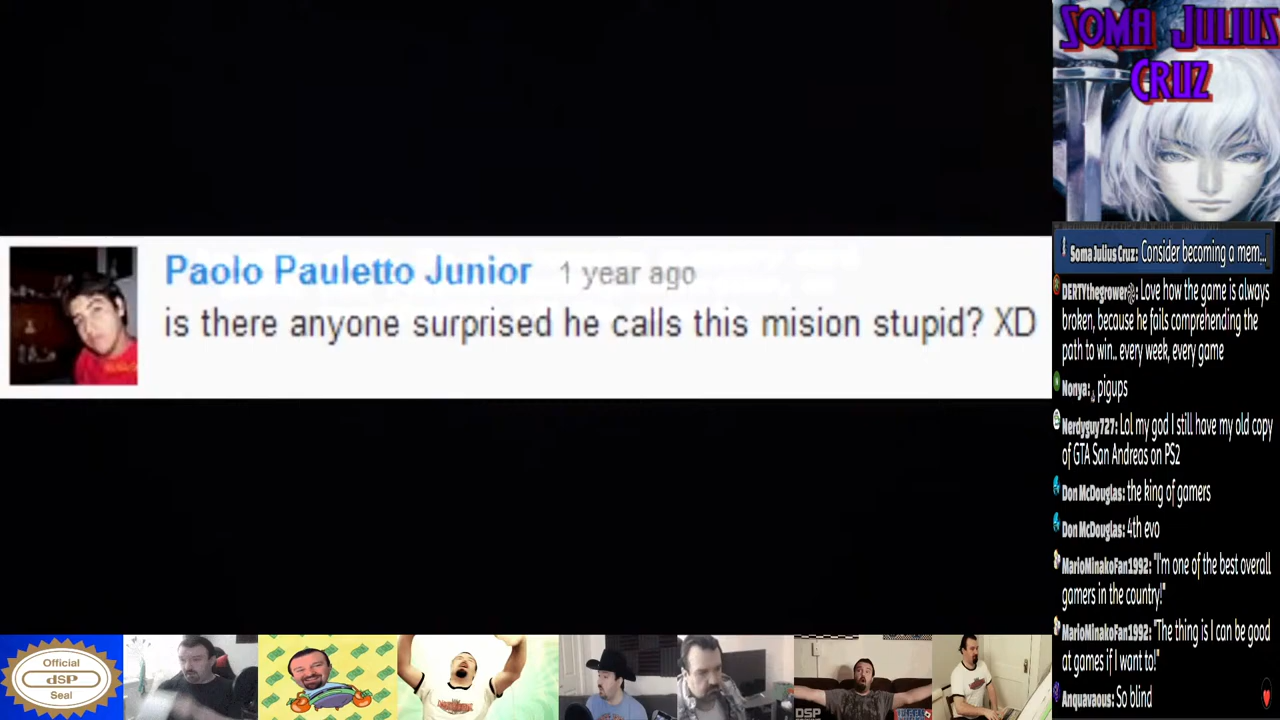 SOMA JULIUS
CRUZ
Paolo Pauletto Junior 1 year ago
is there anyone surprised he calls this mision stupid? XD
Soma Julius Cruz: Consider becoming a mem...
DERTYthegrower: Love how the game is always
broken, because he fails comprehending the
path to win.. every week, every game
Nonya: pigups
Nerdyguy727: Lol my god I still have my old copy
of GTA San Andreas on PS2
Don McDouglas: the king of gamers
Don McDouglas: 4th evo
MarioMinakoFan1992: "I'm one of the best overall
gamers in the country!"
MarioMinakoFan1992: "The thing is I can be good
at games if I want to!"
Anquavaous: So blind
Official
dSP
Seal
DSP